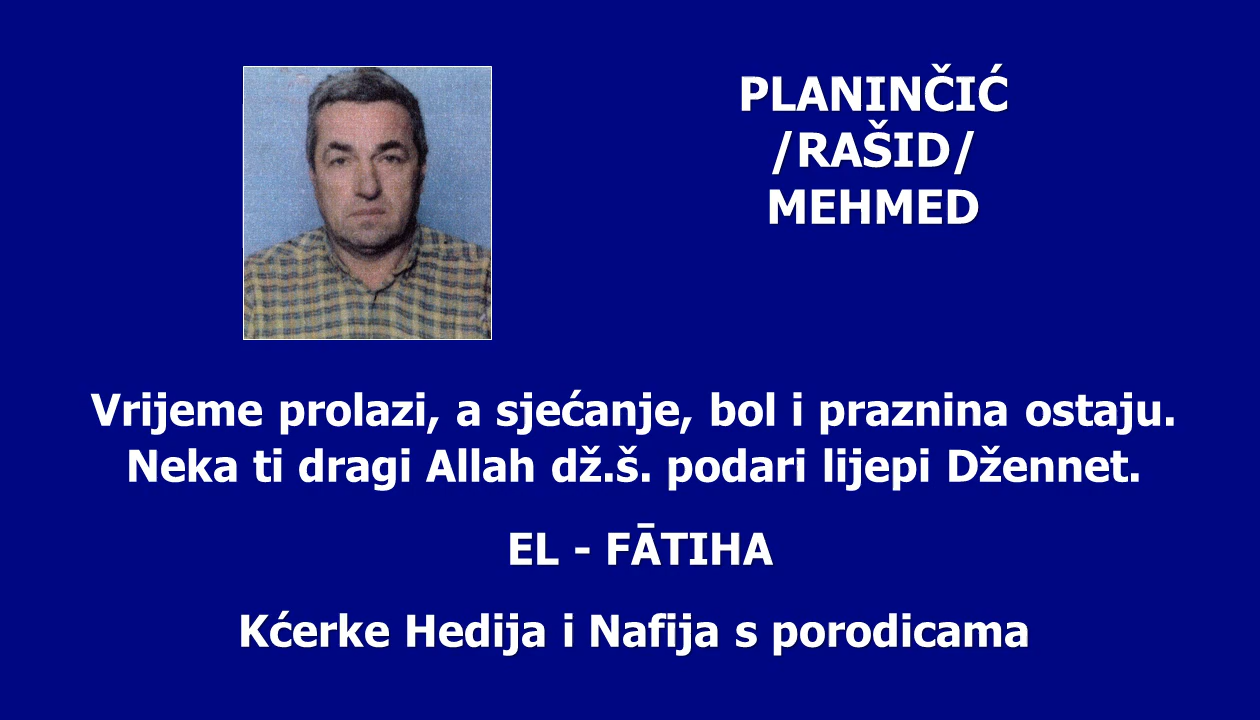 PLANINČIĆ
/RAŠID/
MEHMED
Vrijeme prolazi, a sjećanje, bol i praznina ostaju.
Neka ti dragi Allah dž.š. podari lijepi Džennet.
EL - FĀTIHA
Kćerke Hedija i Nafija s porodicama